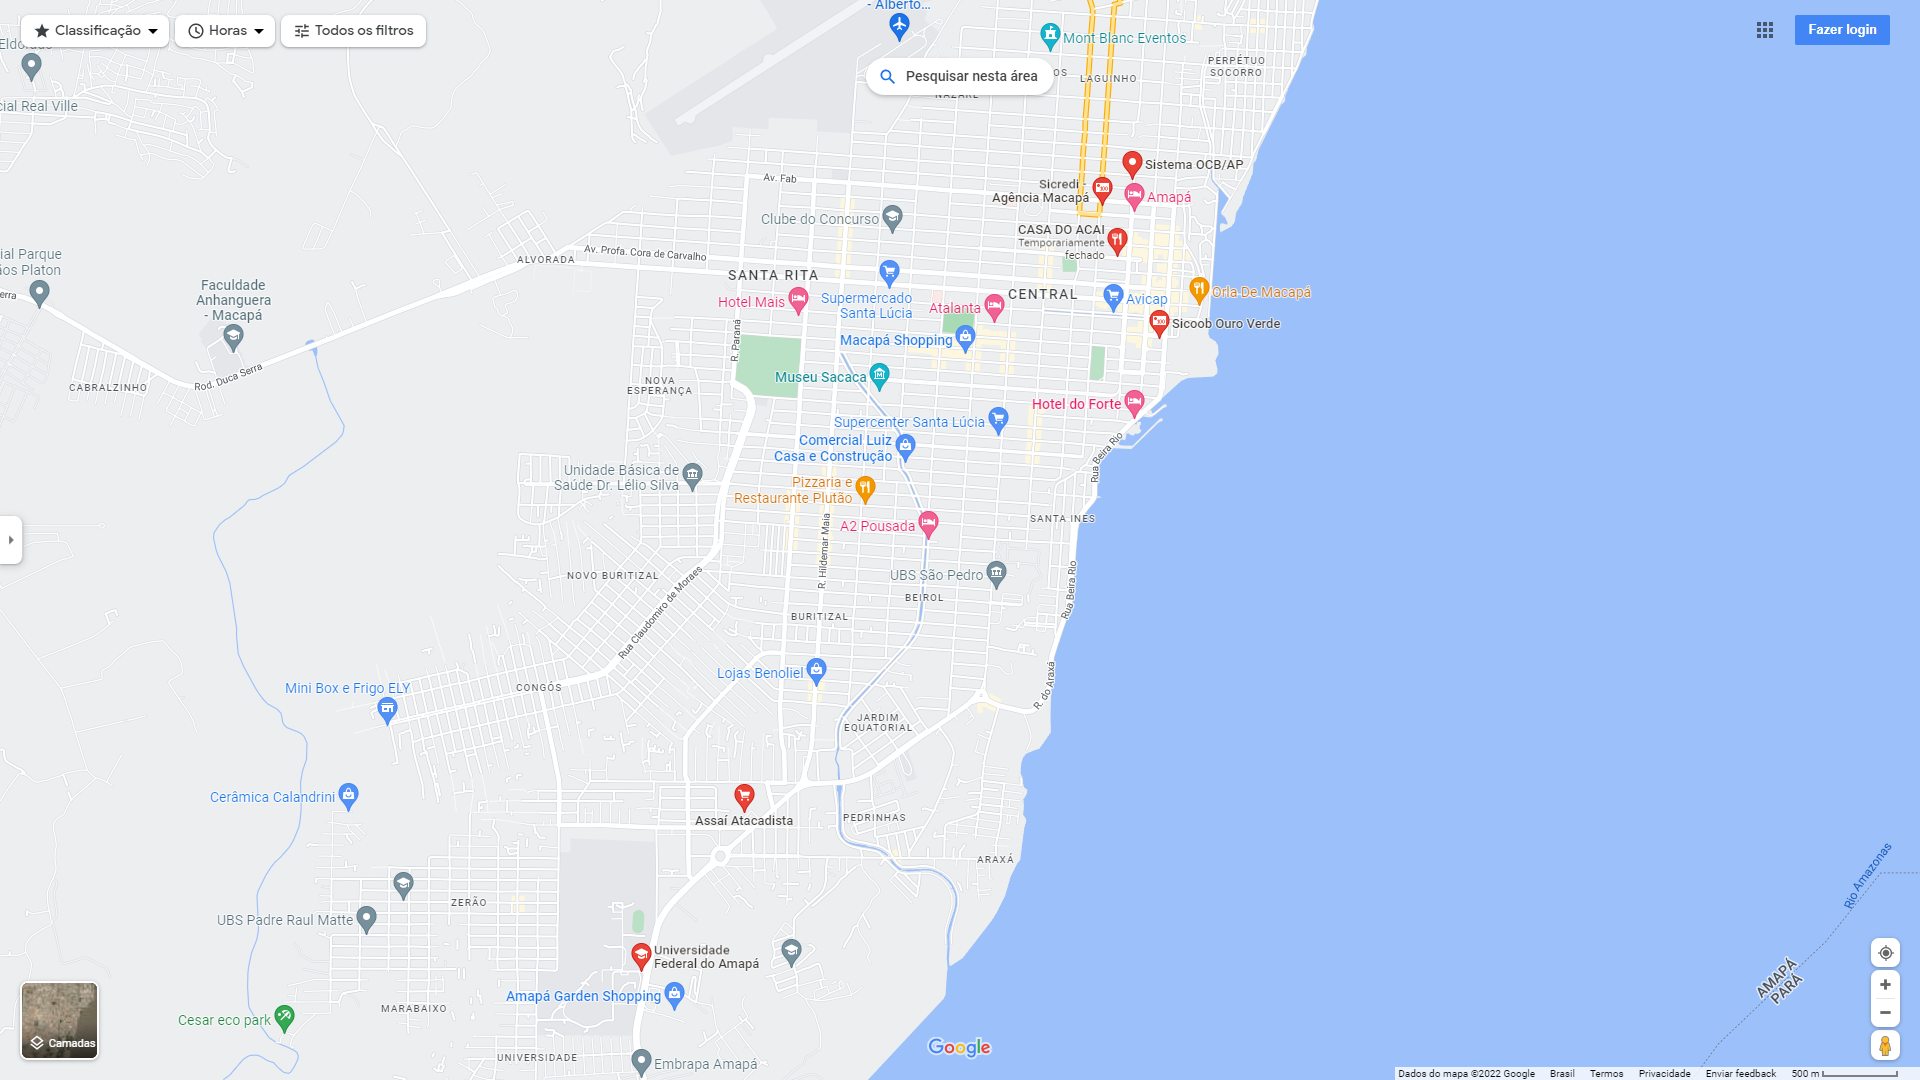 - Alberto...
Classificação
Horas
Todos os filtros
Fazer login
Mont Blanc Eventos
PERPÉTUO
SOCORRO
LAGUINHO
Pesquisar nesta área
cial Real Ville
Sistema OCB/AP
Av. Fab
Sicredi -
Agência Macapá
Amapá
Clube do Concurso
CASA DO ACAI
Temporariamente
fechado
Av. Profa. Cora de Carvalho
ALVORADA
ial Parque
ãos Platon
SANTA RITA
Faculdade
Anhanguera
- Macapá
Hotel Mais
Supermercado
Santa Lúcia
Atalanta
CENTRAL
Avicap
Orla De Macapá
Sicoob Ouro Verde
Macapá Shopping
R. Paraná
Rod. Duca Serra
CABRALZINHO
NOVA
ESPERANÇA
Museu Sacaca
Hotel do Forte
Supercenter Santa Lúcia
Comercial Luiz
Casa e Construção
Rua Beira Rio
Unidade Básica de
Saúde Dr. Lélio Silva
Pizzaria e
Restaurante Plutão
SANTA INES
A2 Pousada
R. Hildemar Maia
NOVO BURITIZAL
UBS São Pedro
Rua Beira Rio
BEIROL
Rua Claudomiro de Moraes
BURITIZAL
Lojas Benoliel
R. do Araxá
CONGÓS
Mini Box e Frigo ELY
JARDIM
EQUATORIAL
Cerâmica Calandrini
Assaí Atacadista
PEDRINHAS
ARAXÁ
Rio Amazonas
ZERÃO
UBS Padre Raul Matte
Universidade
Federal do Amapá
AMAPÁ
PARÁ
Amapá Garden Shopping
MARABAIXO
Cesar eco park
Camadas
Google
UNIVERSIDADE
Embrapa Amapá
Dados do mapa ©2022 Google
Brasil
Termos
Privacidade
Enviar feedback
500 m